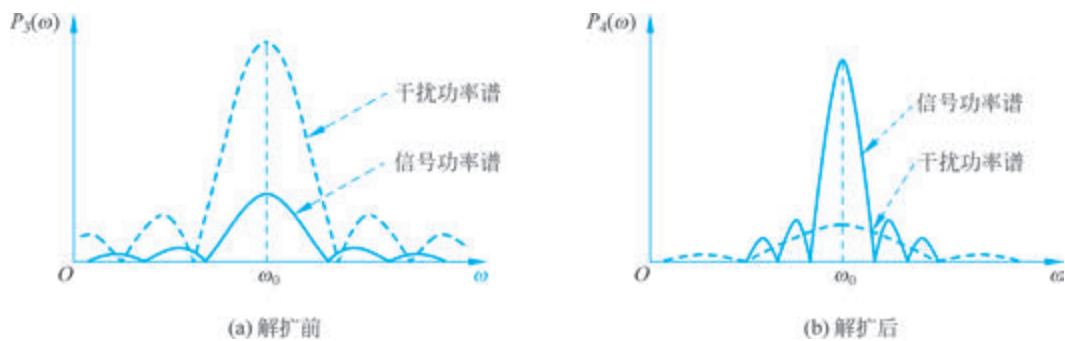 P₃(ω)
干扰功率谱
信号功率谱
O
ω₀
ω
(a) 解扩前
P₄(ω)
信号功率谱
干扰功率谱
O
ω₀
ω
(b) 解扩后